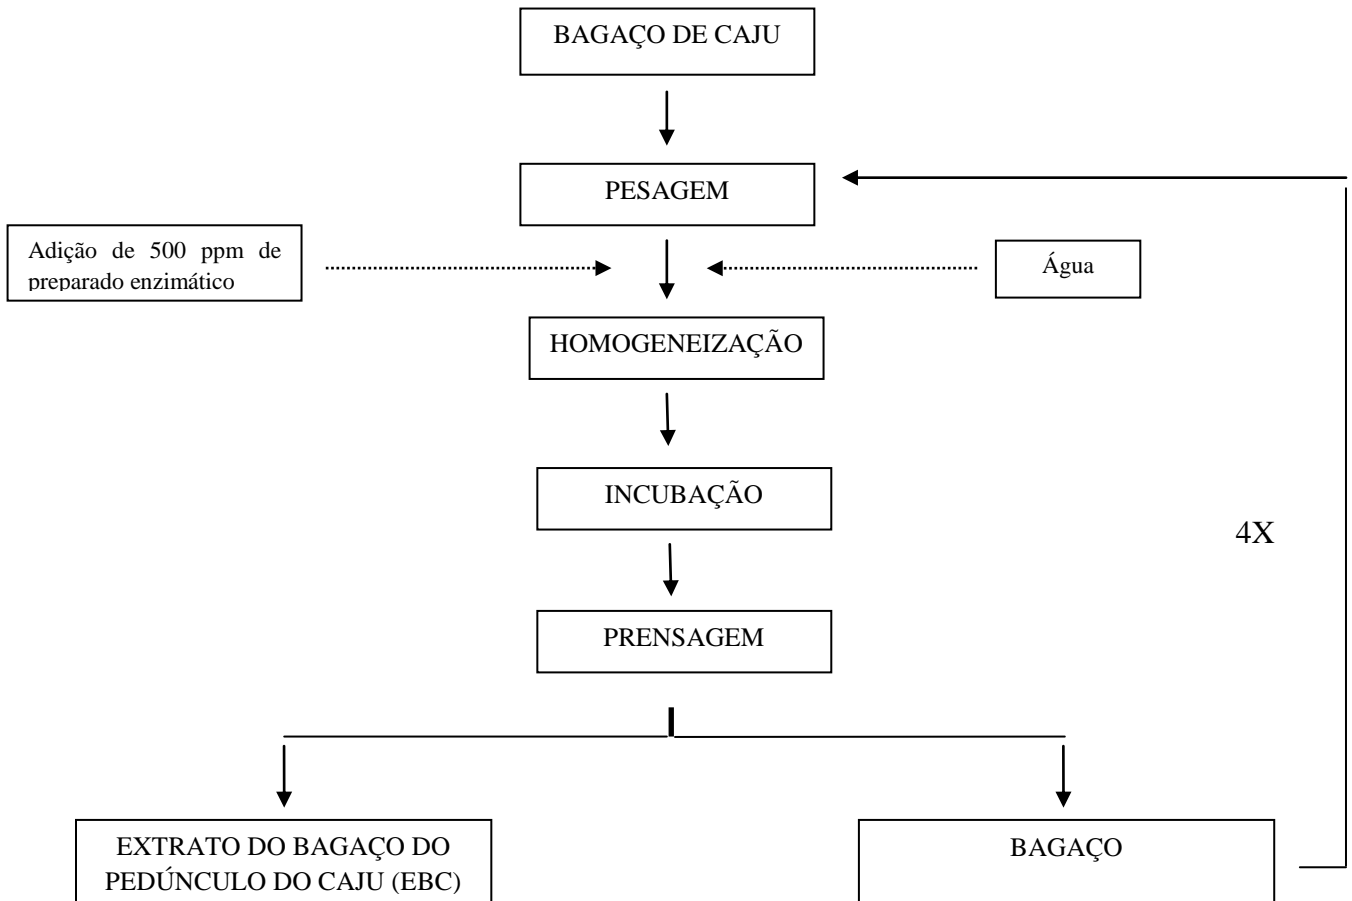 BAGAÇO DE CAJU
PESAGEM
Adição de 500 ppm de
preparado enzimático
Água
HOMOGENEIZAÇÃO
INCUBAÇÃO
4X
PRENSAGEM
EXTRATO DO BAGAÇO DO
PEDÚNCULO DO CAJU (EBC)
BAGAÇO